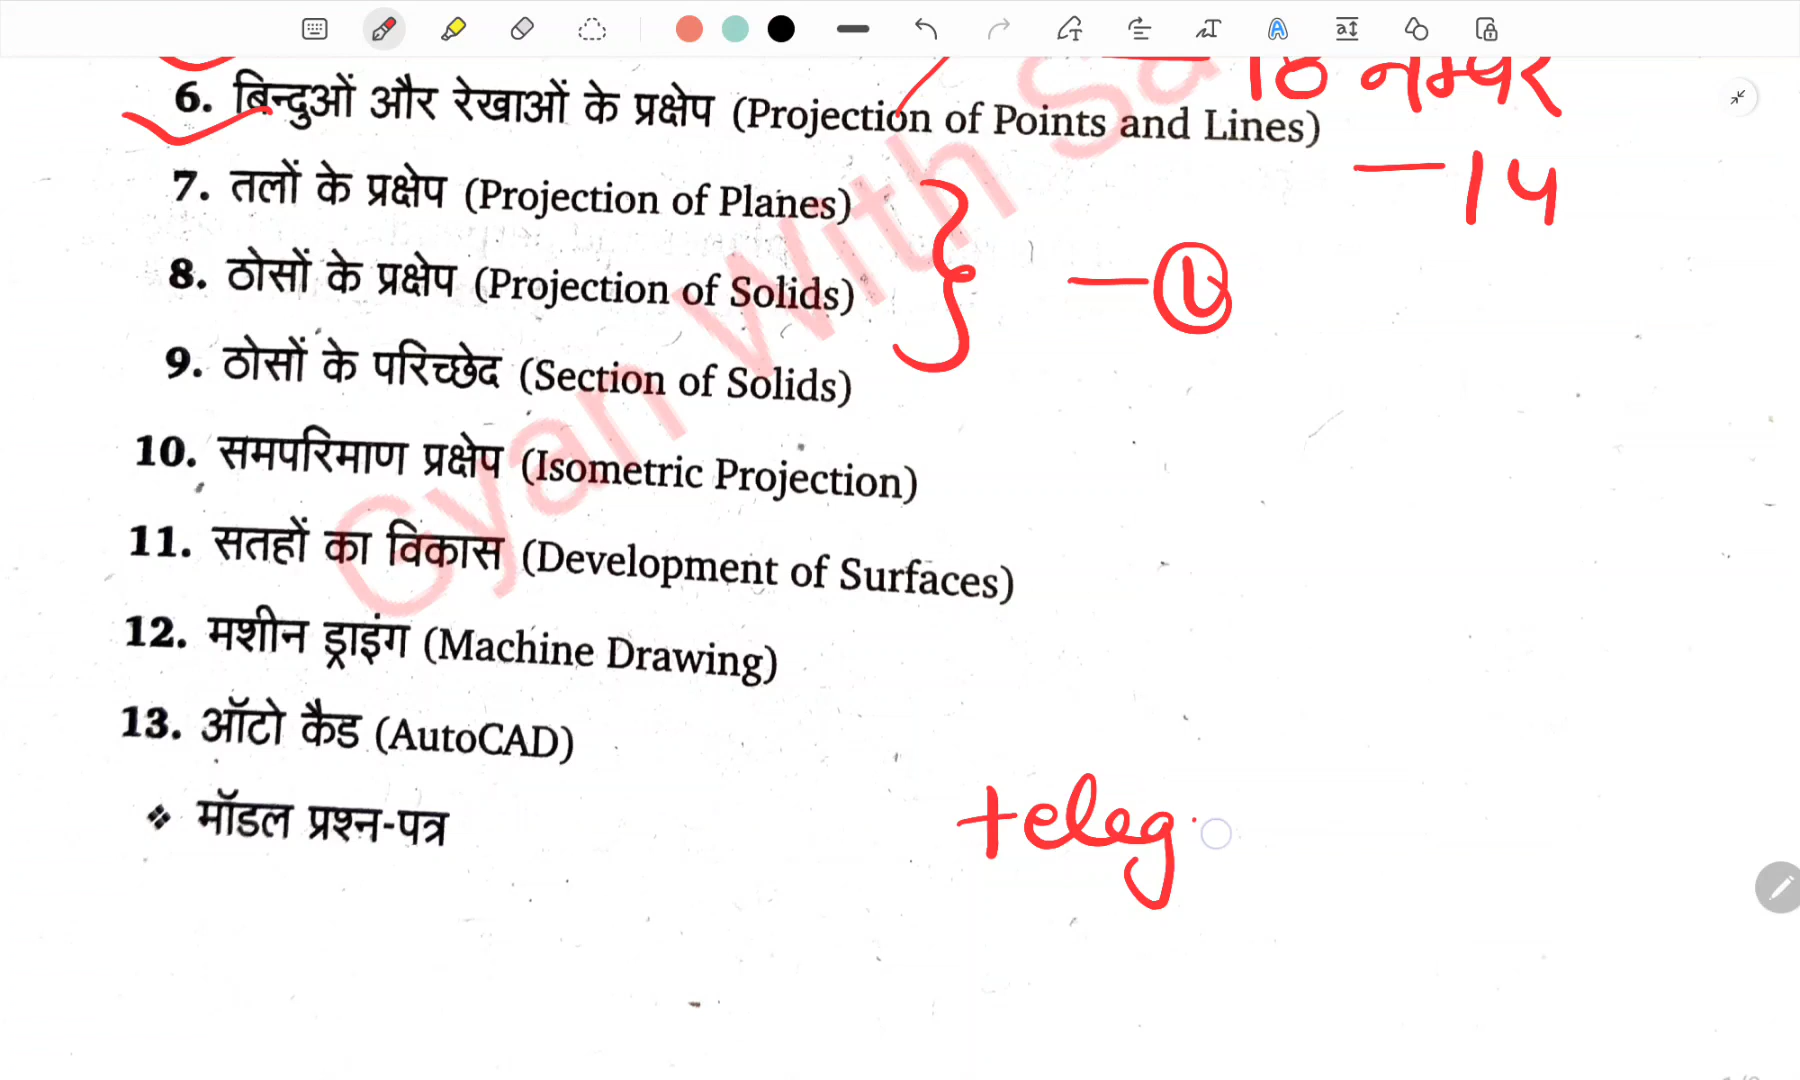 6. बिन्दुओं और रेखाओं के प्रक्षेप (Projection of Points and Lines)
नम्बर
— 14
7. तलों के प्रक्षेप (Projection of Planes)
8. ठोसों के प्रक्षेप (Projection of Solids)
9. ठोसों के परिच्छेद (Section of Solids)
10. समपरिमाण प्रक्षेप (Isometric Projection)
11. सतहों का विकास (Development of Surfaces)
12. मशीन ड्राइंग (Machine Drawing)
13. ऑटो कैड (AutoCAD)
❖ मॉडल प्रश्न-पत्र
teleg
Gyan With